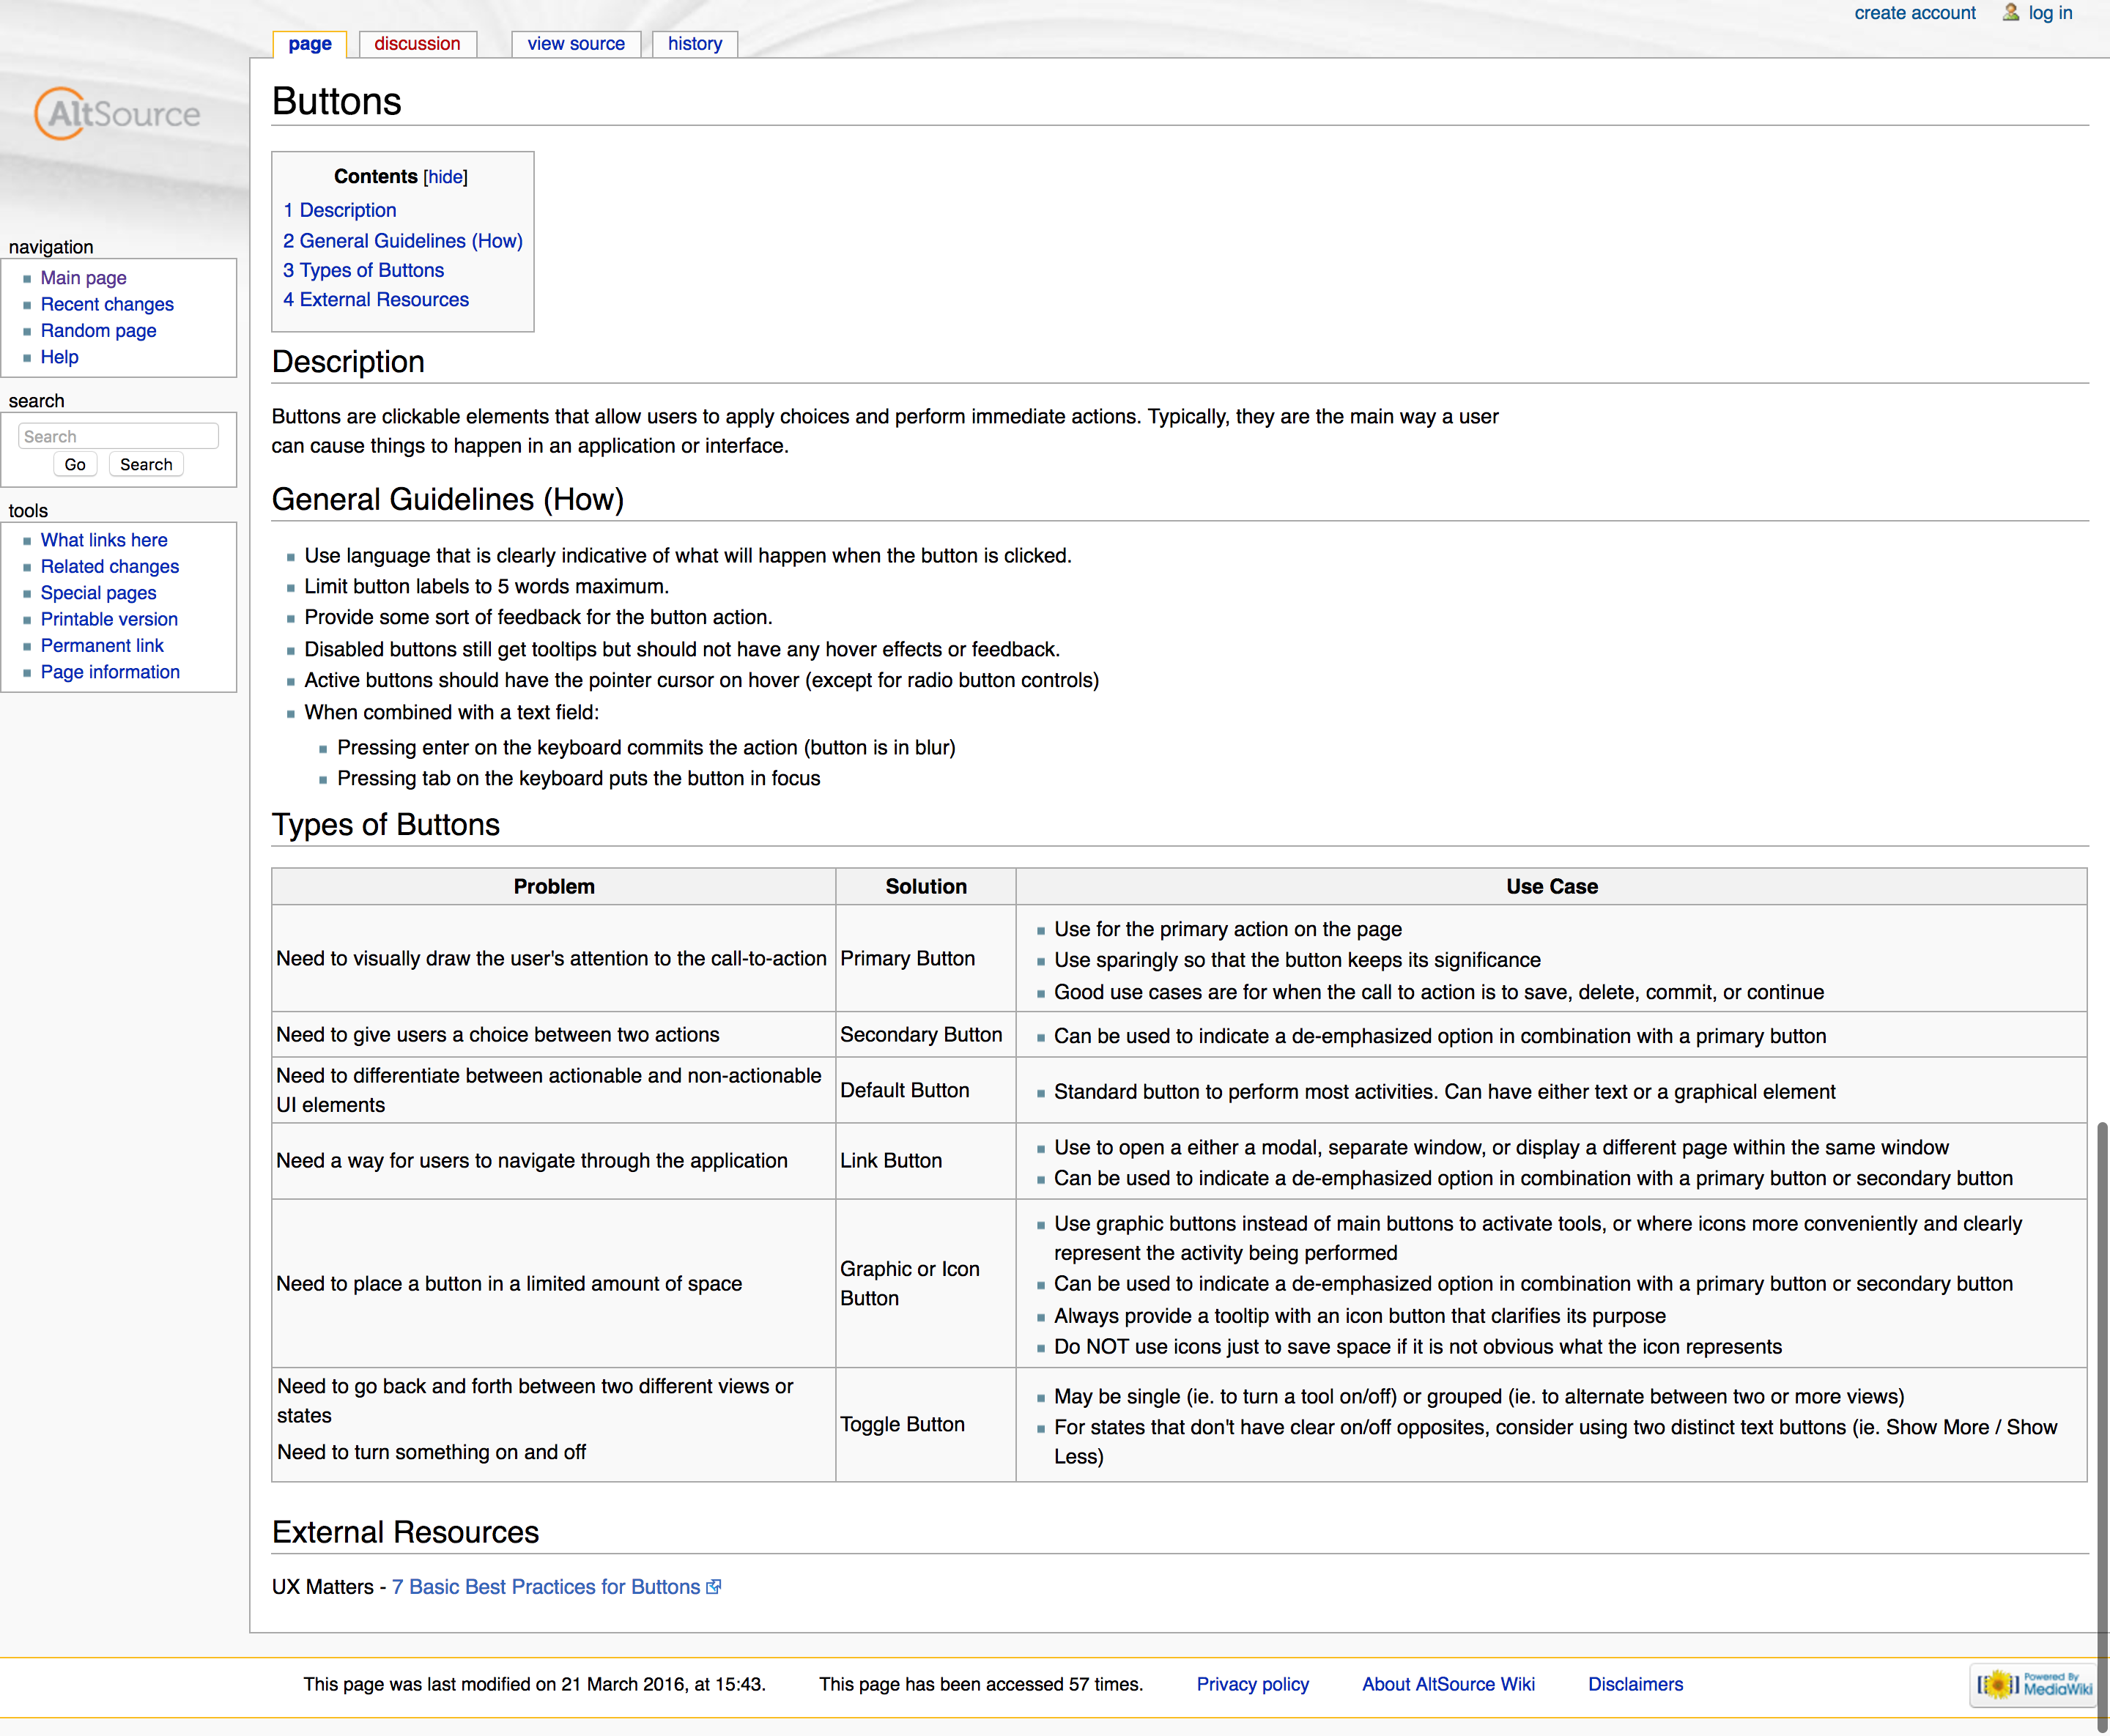 create account
log in
page
discussion
view source
history
AltSource
navigation
Main page
Recent changes
Random page
Help
search
Search
Go
Search
tools
What links here
Related changes
Special pages
Printable version
Permanent link
Page information
Buttons
Contents [hide]
1 Description
2 General Guidelines (How)
3 Types of Buttons
4 External Resources
Description
Buttons are clickable elements that allow users to apply choices and perform immediate actions. Typically, they are the main way a user
can cause things to happen in an application or interface.
General Guidelines (How)
Use language that is clearly indicative of what will happen when the button is clicked.
Limit button labels to 5 words maximum.
Provide some sort of feedback for the button action.
Disabled buttons still get tooltips but should not have any hover effects or feedback.
Active buttons should have the pointer cursor on hover (except for radio button controls)
When combined with a text field:
Pressing enter on the keyboard commits the action (button is in blur)
Pressing tab on the keyboard puts the button in focus
Types of Buttons
Problem
Solution
Use Case
Need to visually draw the user's attention to the call-to-action
Primary Button
Use for the primary action on the page
Use sparingly so that the button keeps its significance
Good use cases are for when the call to action is to save, delete, commit, or continue
Need to give users a choice between two actions
Secondary Button
Can be used to indicate a de-emphasized option in combination with a primary button
Need to differentiate between actionable and non-actionable
UI elements
Default Button
Standard button to perform most activities. Can have either text or a graphical element
Need a way for users to navigate through the application
Link Button
Use to open a either a modal, separate window, or display a different page within the same window
Can be used to indicate a de-emphasized option in combination with a primary button or secondary button
Need to place a button in a limited amount of space
Graphic or Icon
Button
Use graphic buttons instead of main buttons to activate tools, or where icons more conveniently and clearly
represent the activity being performed
Can be used to indicate a de-emphasized option in combination with a primary button or secondary button
Always provide a tooltip with an icon button that clarifies its purpose
Do NOT use icons just to save space if it is not obvious what the icon represents
Need to go back and forth between two different views or
states
Need to turn something on and off
Toggle Button
May be single (ie. to turn a tool on/off) or grouped (ie. to alternate between two or more views)
For states that don't have clear on/off opposites, consider using two distinct text buttons (ie. Show More / Show
Less)
External Resources
UX Matters - 7 Basic Best Practices for Buttons
This page was last modified on 21 March 2016, at 15:43.
This page has been accessed 57 times.
Privacy policy
About AltSource Wiki
Disclaimers
Powered By
MediaWiki